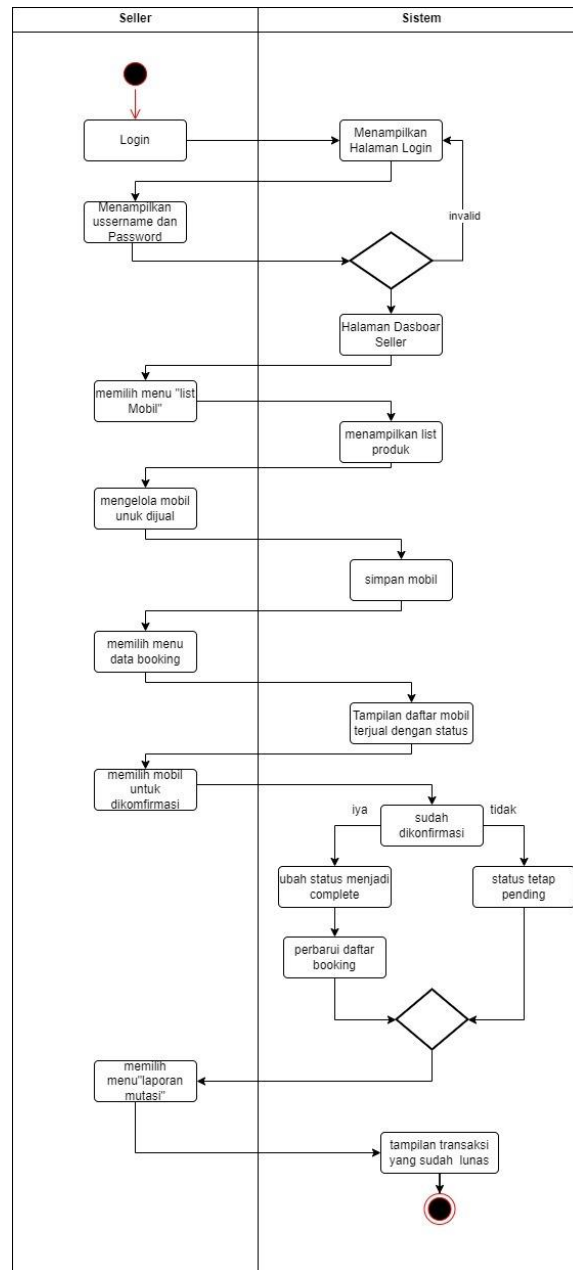 Seller
Sistem
Login
Menampilkan
Halaman Login
Menampilkan
ussername dan
Password
invalid
Halaman Dasboar
Seller
memilih menu "list
Mobil"
menampilkan list
produk
mengelola mobil
unuk dijual
simpan mobil
memilih menu
data booking
Tampilan daftar mobil
terjual dengan status
memilih mobil
untuk
dikomfirmasi
iya
sudah
dikonfirmasi
tidak
ubah status menjadi
complete
status tetap
pending
perbarui daftar
booking
memilih
menu"laporan
mutasi"
tampilan transaksi
yang sudah lunas